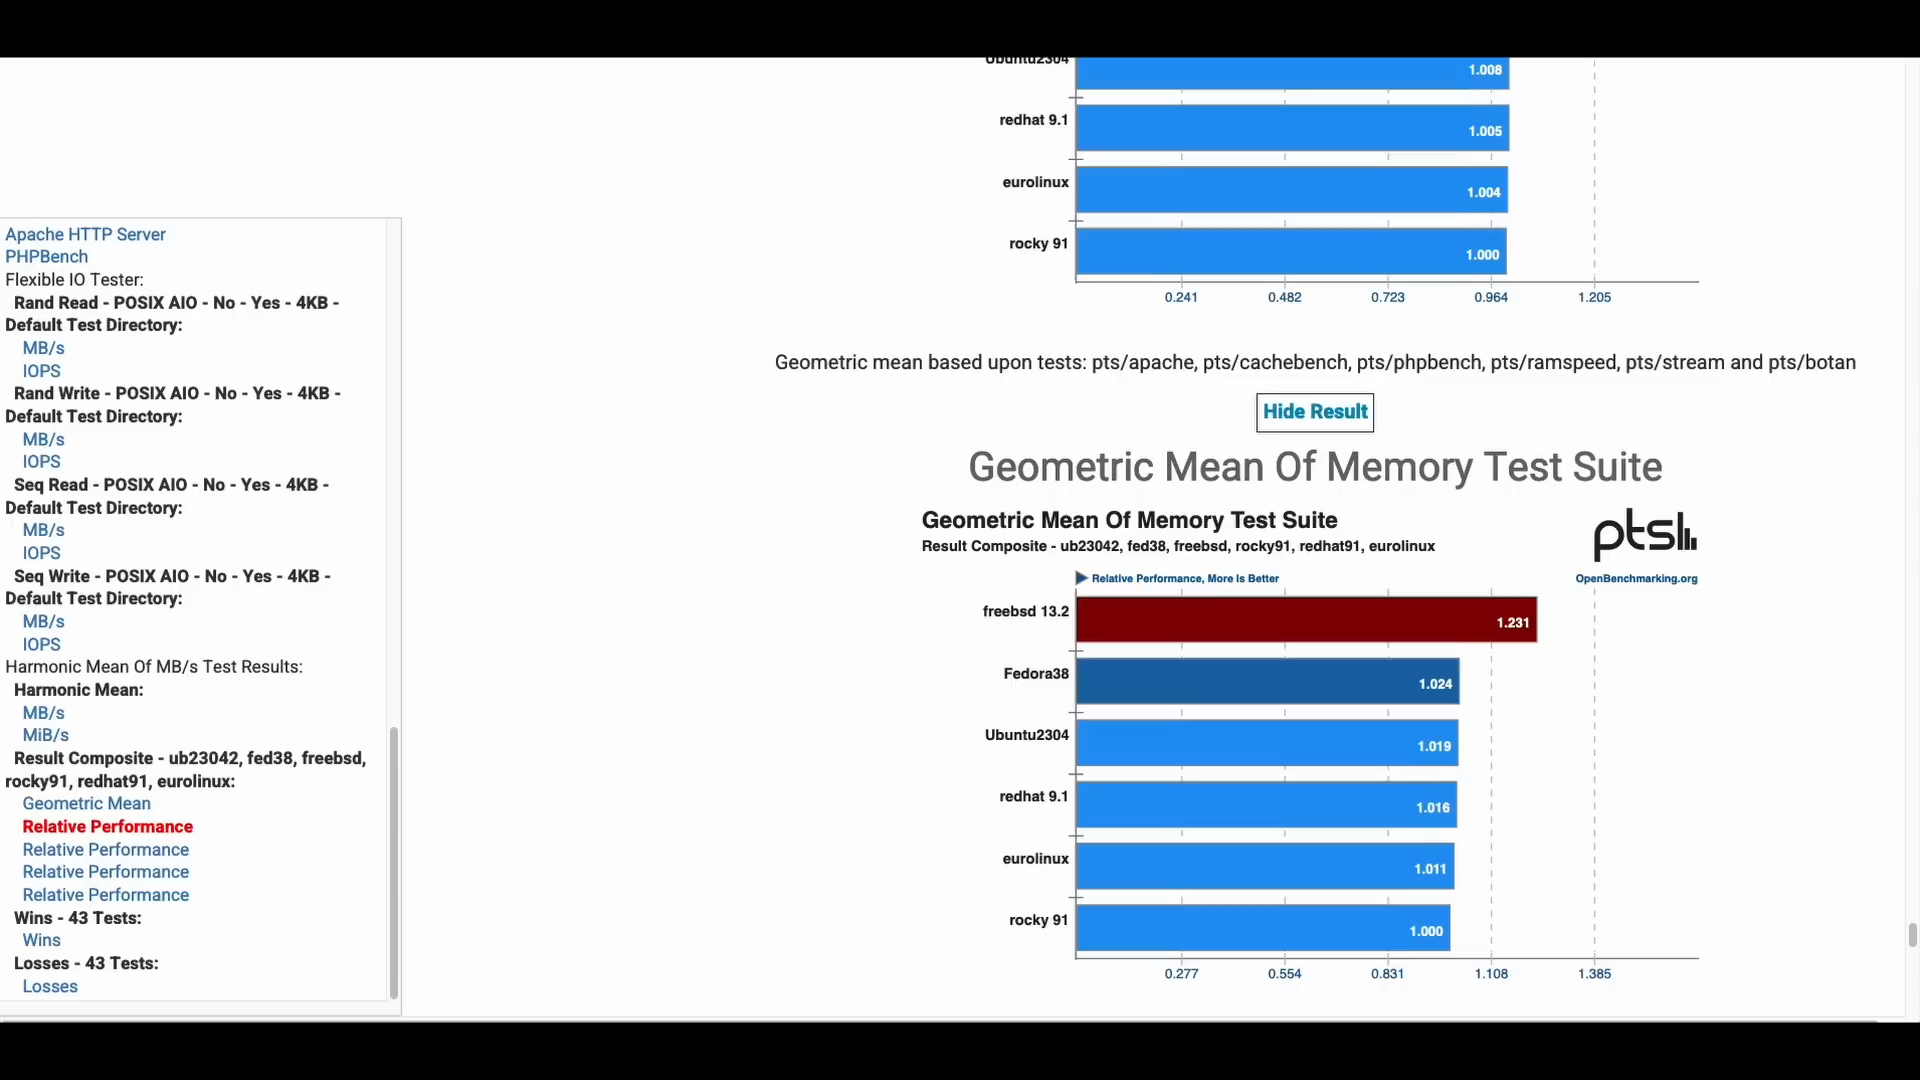 Apache HTTP Server
PHPBench
Flexible IO Tester:
Rand Read - POSIX AIO - No - Yes - 4KB -
Default Test Directory:
MB/s
IOPS
Rand Write - POSIX AIO - No - Yes - 4KB -
Default Test Directory:
MB/s
IOPS
Seq Read - POSIX AIO - No - Yes - 4KB -
Default Test Directory:
MB/s
IOPS
Seq Write - POSIX AIO - No - Yes - 4KB -
Default Test Directory:
MB/s
IOPS
Harmonic Mean Of MB/s Test Results:
Harmonic Mean:
MB/s
MiB/s
Result Composite - ub23042, fed38, freebsd,
rocky91, redhat91, eurolinux:
Geometric Mean
Relative Performance
Relative Performance
Relative Performance
Relative Performance
Wins - 43 Tests:
Wins
Losses - 43 Tests:
Losses
Ubuntu2304 1.008
redhat 9.1 1.005
eurolinux 1.004
rocky 91 1.000
0.241 0.482 0.723 0.964 1.205
Geometric mean based upon tests: pts/apache, pts/cachebench, pts/phpbench, pts/ramspeed, pts/stream and pts/botan
Hide Result
Geometric Mean Of Memory Test Suite
Geometric Mean Of Memory Test Suite
Result Composite - ub23042, fed38, freebsd, rocky91, redhat91, eurolinux
pts
Relative Performance, More Is Better OpenBenchmarking.org
freebsd 13.2 1.231
Fedora38 1.024
Ubuntu2304 1.019
redhat 9.1 1.016
eurolinux 1.011
rocky 91 1.000
0.277 0.554 0.831 1.108 1.385